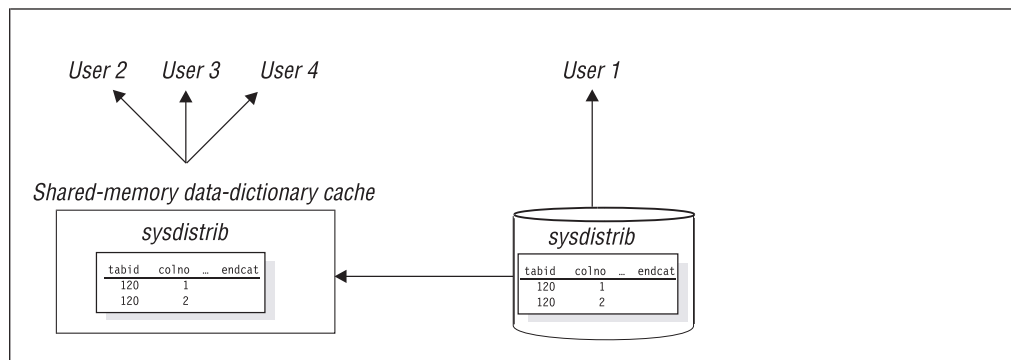 User 2 User 3 User 4 User 1
Shared-memory data-dictionary cache
sysdistrib
tabid colno … endcat
120 1
120 2
sysdistrib
tabid colno … endcat
120 1
120 2